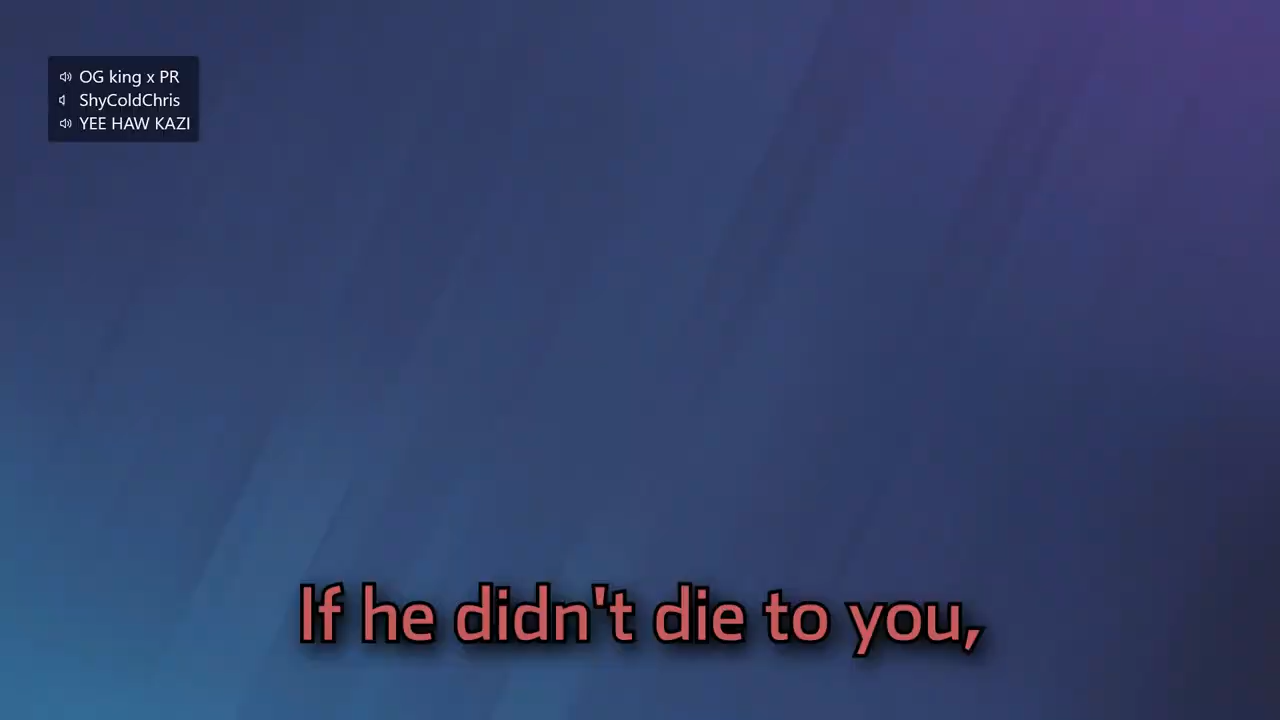 OG king x PR
ShyColdChris
YEE HAW KAZI
If he didn't die to you,